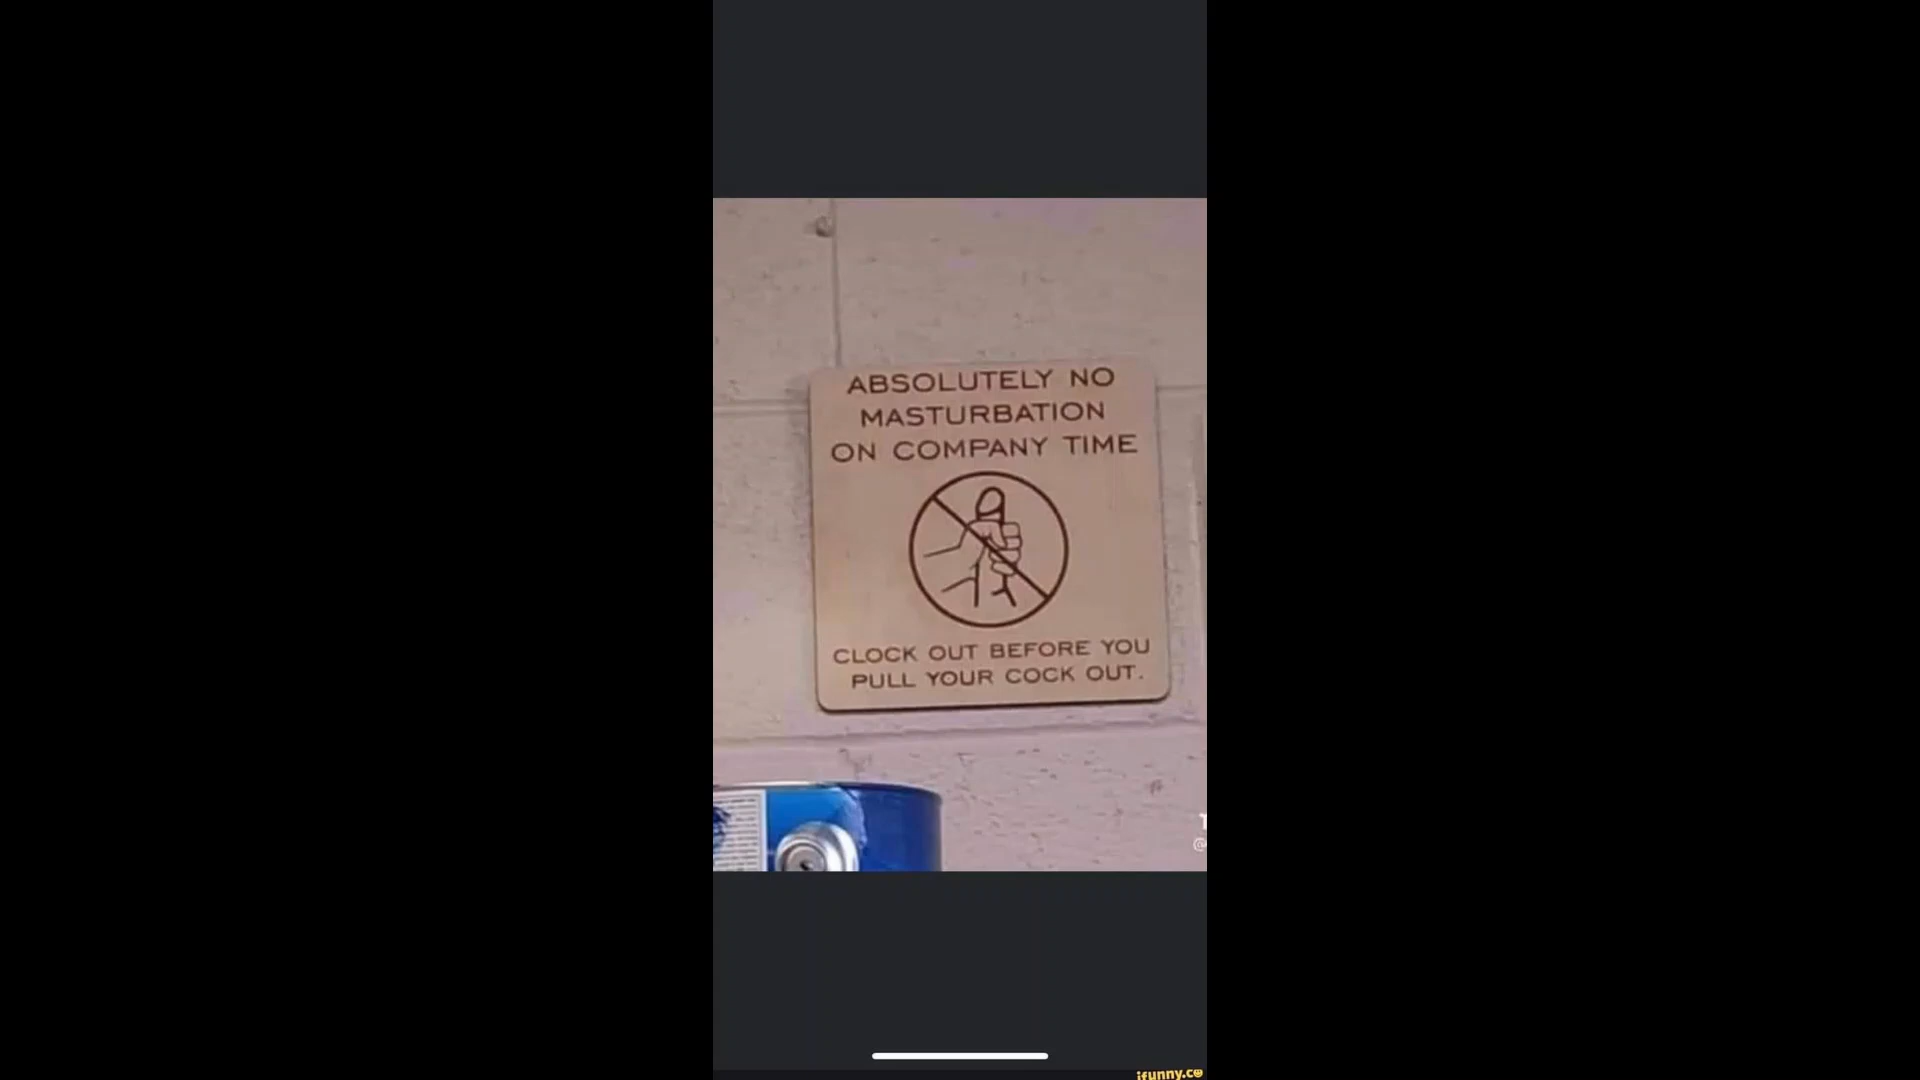 ABSOLUTELY NO
MASTURBATION
ON COMPANY TIME
CLOCK OUT BEFORE YOU
PULL YOUR COCK OUT.
ifunny.co